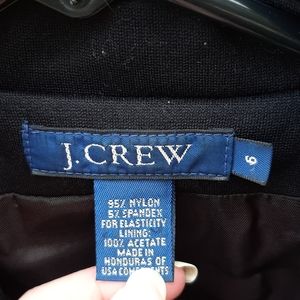 J.CREW
6
95% NYLON
5% SPANDEX
FOR ELASTICITY
LINING:
100% ACETATE
MADE IN
HONDURAS OF
USA COMPONENTS